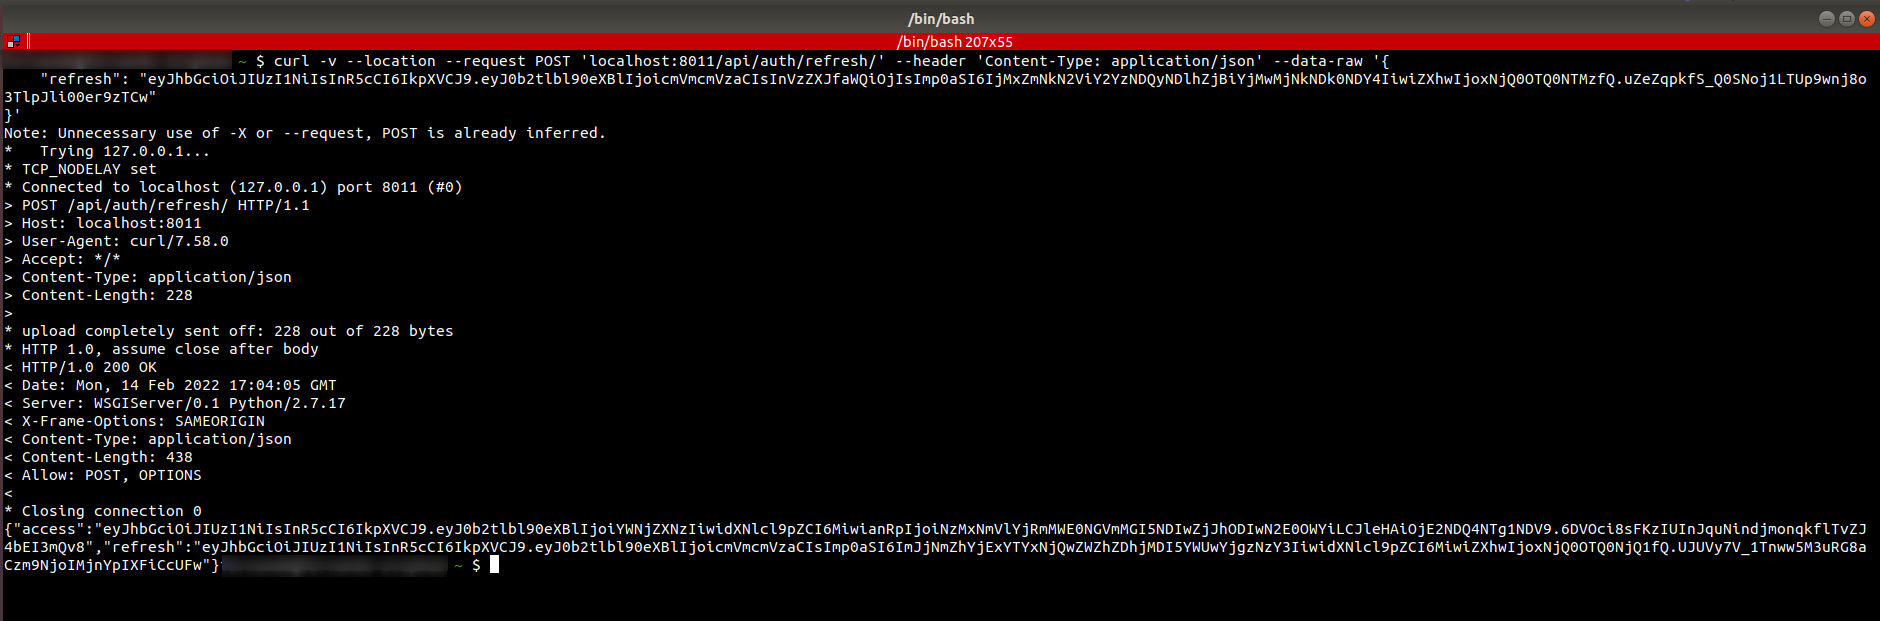 /bin/bash
/bin/bash 207x55
~ $ curl -v --location --request POST 'localhost:8011/api/auth/refresh/' --header 'Content-Type: application/json' --data-raw '{
"refresh": "eyJhbGciOiJIUzI1NiIsInR5cCI6IkpXVCJ9.eyJ0b2tlbl90eXBlIjoicmVmcmVzaCIsInVzZXJfaWQiOjIsImp0aSI6IjMxZmNkN2ViY2YzNDQyNDlhZjBiYjMwMjNkNDk0NDY4IiwiZXhwIjoxNjQ0OTQ0NTMzfQ.uZeZqpkfS_Q0SNoj1LTUp9wnj8o
3TlpJli00er9zTCw"
}'
Note: Unnecessary use of -X or --request, POST is already inferred.
*   Trying 127.0.0.1...
* TCP_NODELAY set
* Connected to localhost (127.0.0.1) port 8011 (#0)
> POST /api/auth/refresh/ HTTP/1.1
> Host: localhost:8011
> User-Agent: curl/7.58.0
> Accept: */*
> Content-Type: application/json
> Content-Length: 228
>
* upload completely sent off: 228 out of 228 bytes
* HTTP 1.0, assume close after body
< HTTP/1.0 200 OK
< Date: Mon, 14 Feb 2022 17:04:05 GMT
< Server: WSGIServer/0.1 Python/2.7.17
< X-Frame-Options: SAMEORIGIN
< Content-Type: application/json
< Content-Length: 438
< Allow: POST, OPTIONS
<
* Closing connection 0
{"access":"eyJhbGciOiJIUzI1NiIsInR5cCI6IkpXVCJ9.eyJ0b2tlbl90eXBlIjoiYWNjZXNzIiwidXNlcl9pZCI6MiwianRpIjoiNzMxNmVlYjRmMWE0NGVmMGI5NDIwZjJhODIwN2E0OWYiLCJleHAiOjE2NDQ4NTg1NDV9.6DVOci8sFKzIUInJquNindjmonqkflTvZJ
4bEI3mQv8","refresh":"eyJhbGciOiJIUzI1NiIsInR5cCI6IkpXVCJ9.eyJ0b2tlbl90eXBlIjoicmVmcmVzaCIsImp0aSI6ImJjNmZhYjExYTYxNjQwZWZhZDhjMDI5YWUwYjgzNzY3IiwidXNlcl9pZCI6MiwiZXhwIjoxNjQ0OTQ0NjQ1fQ.UJUVy7V_1Tnww5M3uRG8a
Czm9NjoIMjnYpIXFiCcUFw"} ~ $